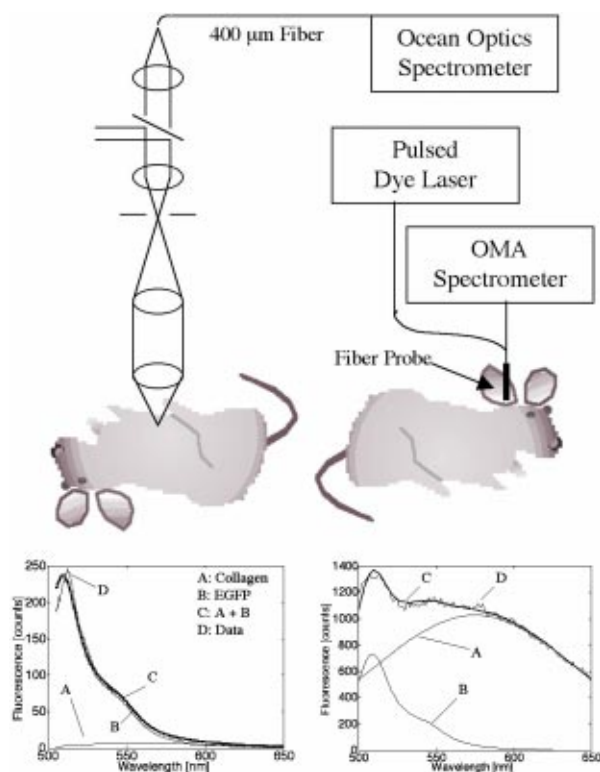 400 μm Fiber
Ocean Optics
Spectrometer
Pulsed
Dye Laser
OMA
Spectrometer
Fiber Probe
250
200
150
100
50
0
500
550
600
650
Fluorescence [counts]
Wavelength [nm]
A: Collagen
B: EGFP
C: A + B
D: Data
D
C
A
B
1400
1200
1000
800
600
400
200
0
500
550
600
650
Fluorescence [counts]
Wavelength [nm]
C
D
A
B